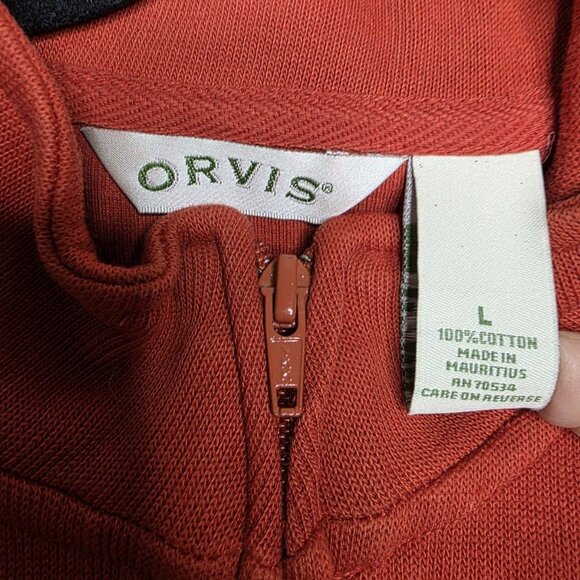 ORVIS®
L
100%COTTON
MADE IN
MAURITIUS
RN 70534
CARE ON REVERSE